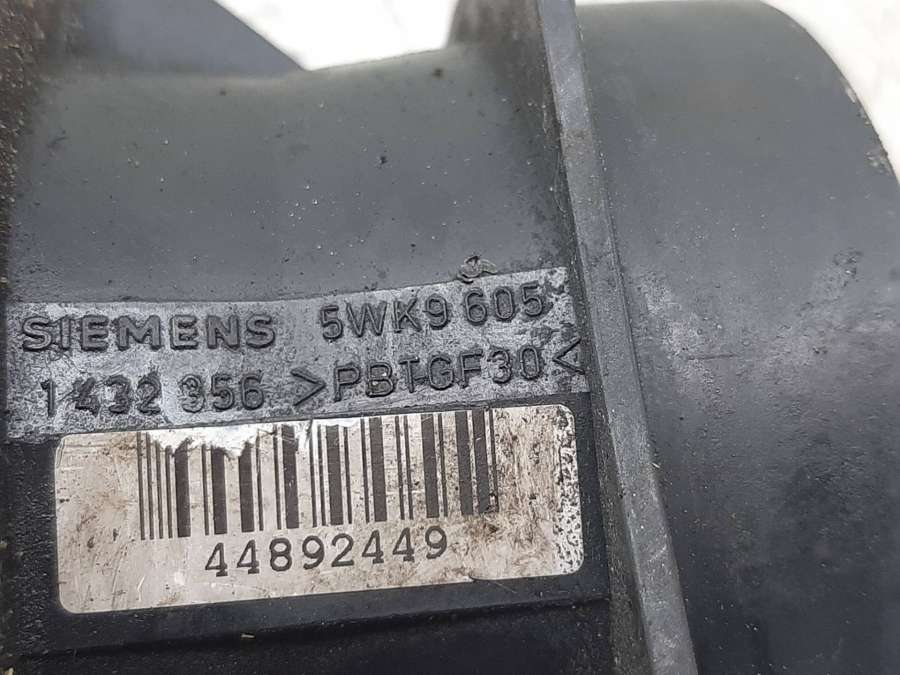 SIEMENS 5WK9 605
1 432 356 >PBT-GF30<
44892449